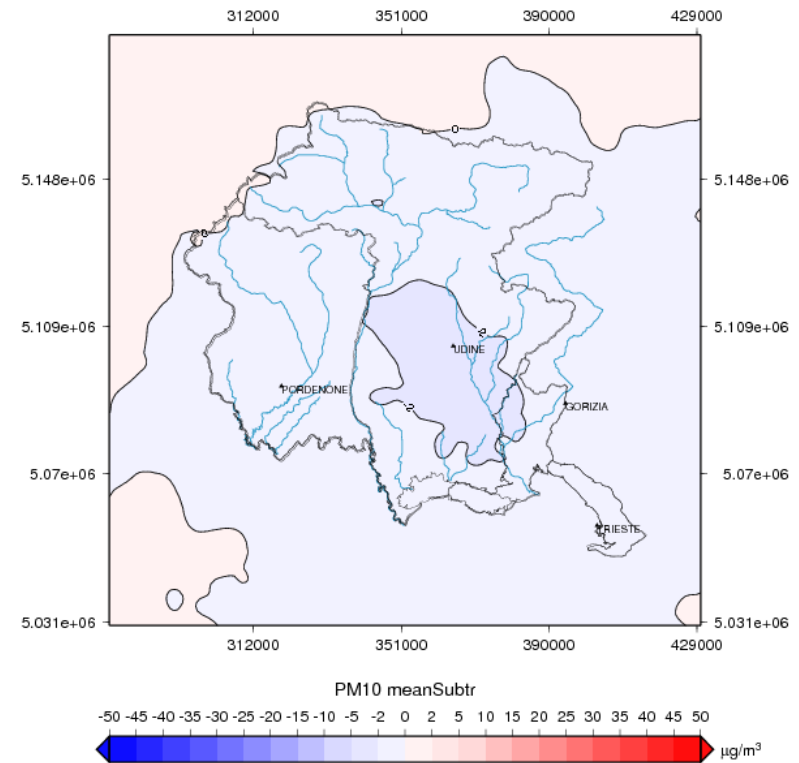 312000 351000 390000 429000
0
5.148e+06 5.148e+06
0
5.109e+06 5.109e+06
-2
UDINE
PORDENONE
-2
GORIZIA
5.07e+06 5.07e+06
TRIESTE
5.031e+06 5.031e+06
312000 351000 390000 429000
PM10 meanSubtr
-50 -45 -40 -35 -30 -25 -20 -15 -10 -5 -2 0 2 5 10 15 20 25 30 35 40 45 50
µg/m³